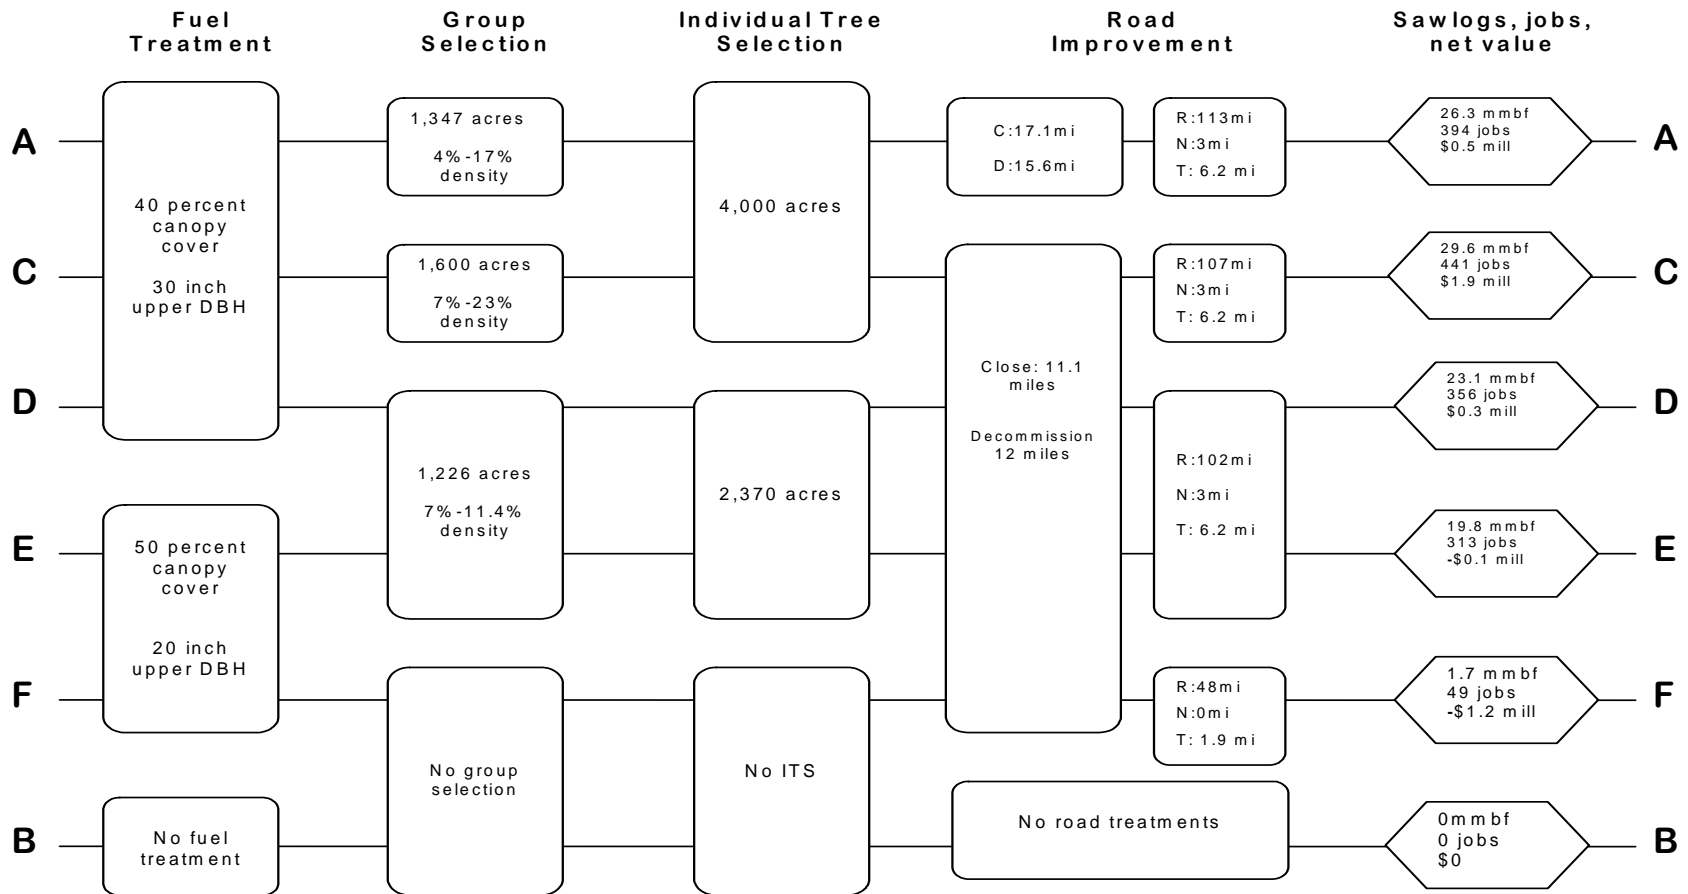 Fuel
Treatment
Group
Selection
Individual Tree
Selection
Road
Improvement
Sawlogs, jobs,
net value
A
40 percent
canopy
cover
30 inch
upper DBH
1,347 acres
4%-17%
density
4,000 acres
C:17.1mi
D:15.6mi
R:113mi
N:3mi
T: 6.2 mi
26.3 mmbf
394 jobs
$0.5 mill
A
C
1,600 acres
7%-23%
density
Close: 11.1
miles
Decommission
12 miles
R:107mi
N:3mi
T: 6.2 mi
29.6 mmbf
441 jobs
$1.9 mill
C
D
1,226 acres
7%-11.4%
density
2,370 acres
R:102mi
N:3mi
T: 6.2 mi
23.1 mmbf
356 jobs
$0.3 mill
D
E
50 percent
canopy
cover
20 inch
upper DBH
19.8 mmbf
313 jobs
-$0.1 mill
E
F
No group
selection
No ITS
R:48mi
N:0mi
T: 1.9 mi
1.7 mmbf
49 jobs
-$1.2 mill
F
B
No fuel
treatment
No road treatments
0mmbf
0 jobs
$0
B